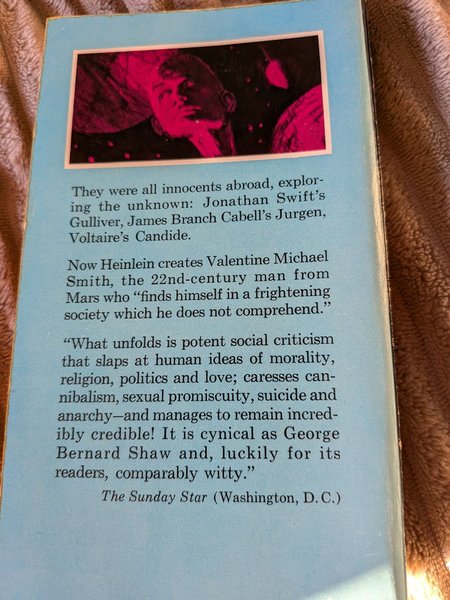 They were all innocents abroad, explor-
ing the unknown: Jonathan Swift's
Gulliver, James Branch Cabell's Jurgen,
Voltaire's Candide.
Now Heinlein creates Valentine Michael
Smith, the 22nd-century man from
Mars who "finds himself in a frightening
society which he does not comprehend."
"What unfolds is potent social criticism
that slaps at human ideas of morality,
religion, politics and love; caresses can-
nibalism, sexual promiscuity, suicide and
anarchy—and manages to remain incred-
ibly credible! It is cynical as George
Bernard Shaw and, luckily for its
readers, comparably witty."
The Sunday Star (Washington, D.C.)